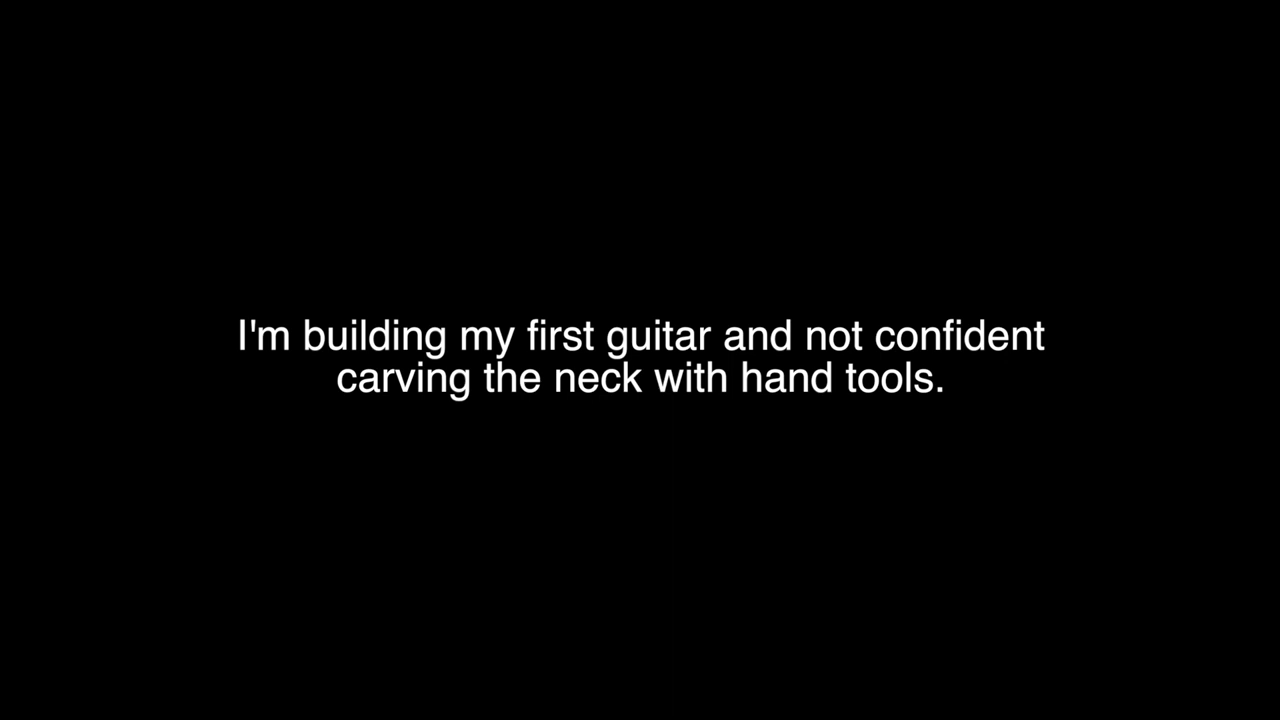 I'm building my first guitar and not confident
carving the neck with hand tools.